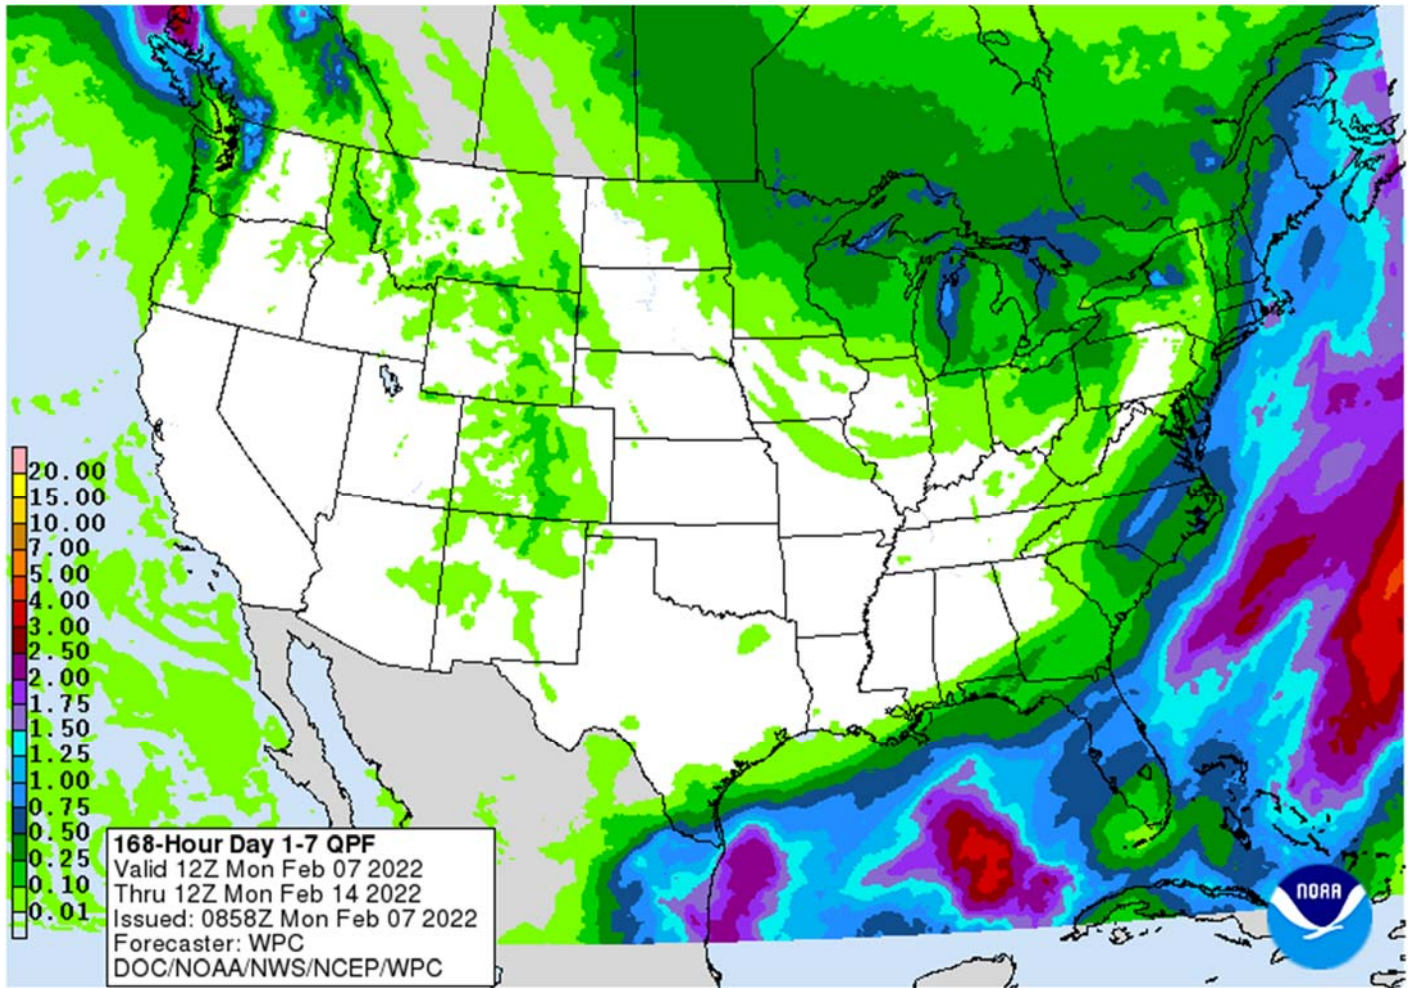 20.00
15.00
10.00
7.00
5.00
4.00
3.00
2.50
2.00
1.75
1.50
1.25
1.00
0.75
0.50
0.25
0.10
0.01
168-Hour Day 1-7 QPF
Valid 12Z Mon Feb 07 2022
Thru 12Z Mon Feb 14 2022
Issued: 0858Z Mon Feb 07 2022
Forecaster: WPC
DOC/NOAA/NWS/NCEP/WPC
NOAA